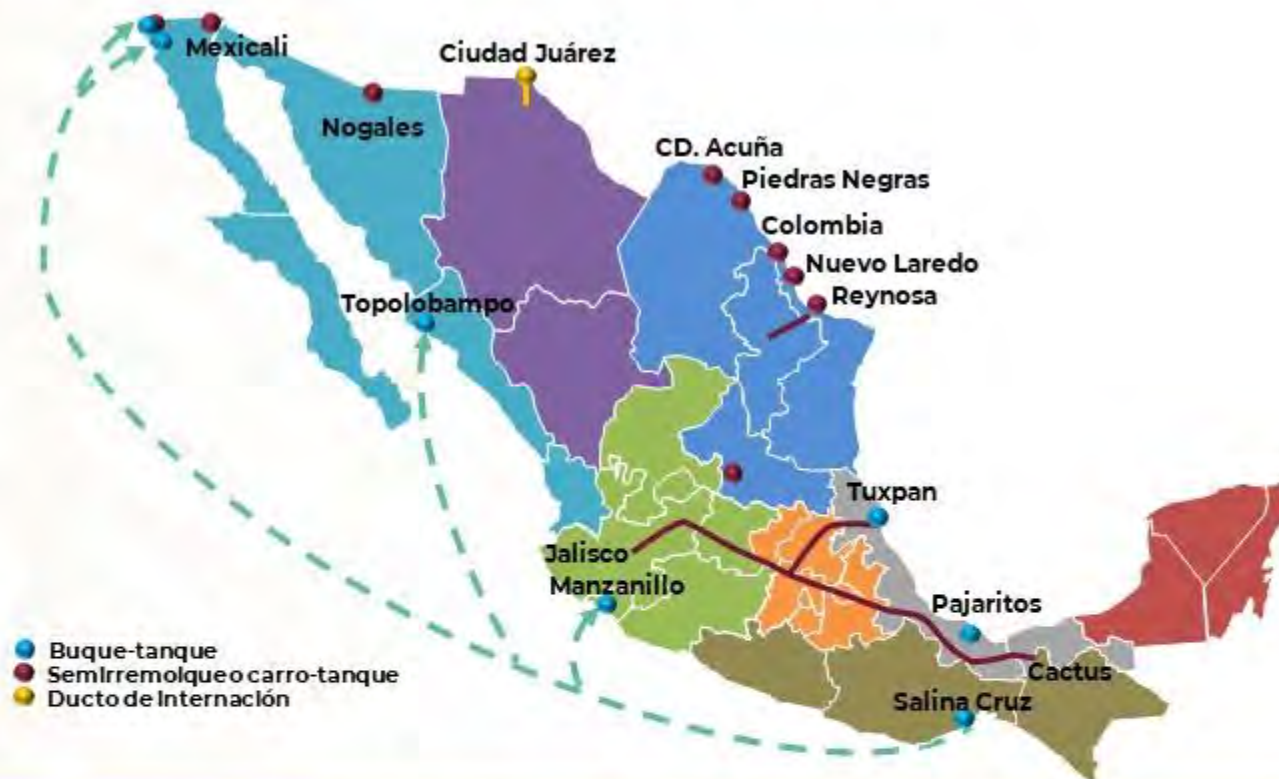 Mexicali
Ciudad Juárez
Nogales
CD. Acuña
Piedras Negras
Colombia
Nuevo Laredo
Reynosa
Topolobampo
Tuxpan
Jalisco
Manzanillo
Pajaritos
Cactus
Salina Cruz
Buque-tanque
Semirremolque o carro-tanque
Ducto de Internación